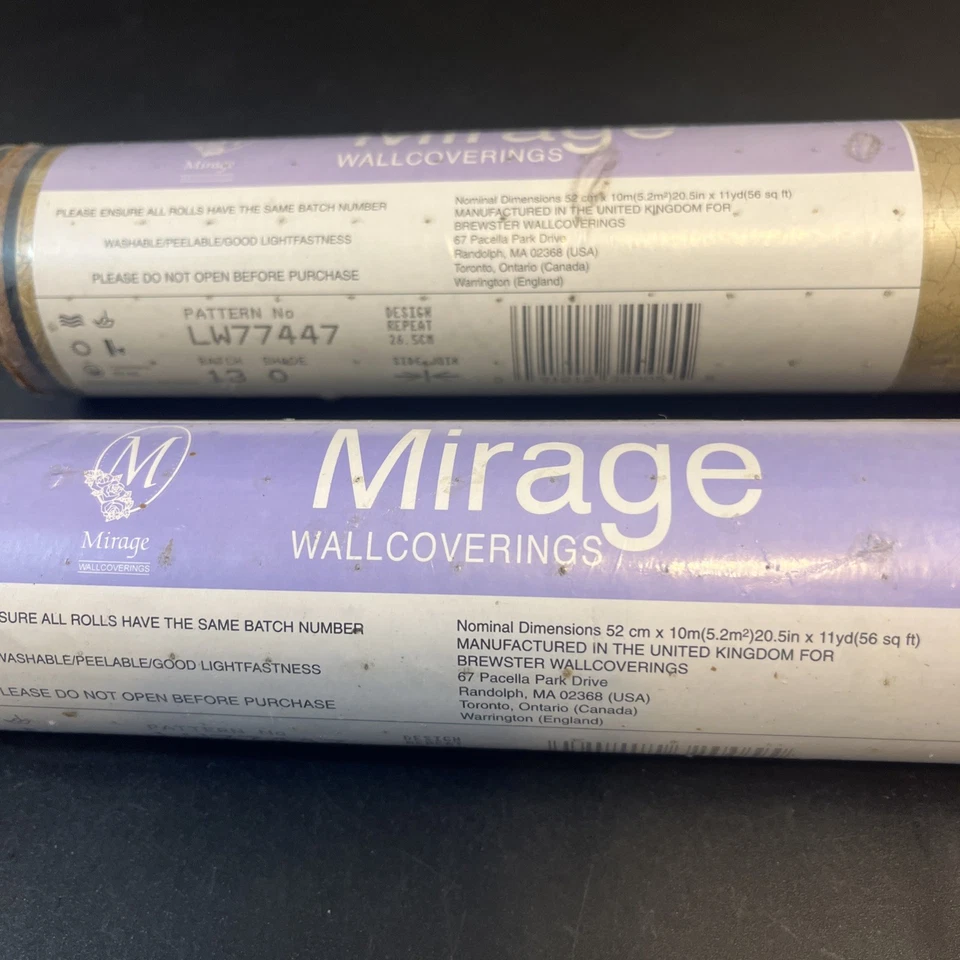 Mirage
Mirage
WALLCOVERINGS
PLEASE ENSURE ALL ROLLS HAVE THE SAME BATCH NUMBER
WASHABLE/PEELABLE/GOOD LIGHTFASTNESS
PLEASE DO NOT OPEN BEFORE PURCHASE
Nominal Dimensions 52 cm x 10m(5.2m²)20.5in x 11yd(56 sq ft)
MANUFACTURED IN THE UNITED KINGDOM FOR
BREWSTER WALLCOVERINGS
67 Pacella Park Drive
Randolph, MA 02368 (USA)
Toronto, Ontario (Canada)
Warrington (England)
PATTERN No
LW77447
BATCH SHADE
13 0
DESIGN
REPEAT
26.5CM
SIDE JOIN
M
Mirage
WALLCOVERINGS
Mirage
WALLCOVERINGS
SURE ALL ROLLS HAVE THE SAME BATCH NUMBER
WASHABLE/PEELABLE/GOOD LIGHTFASTNESS
LEASE DO NOT OPEN BEFORE PURCHASE
Nominal Dimensions 52 cm x 10m(5.2m²)20.5in x 11yd(56 sq ft)
MANUFACTURED IN THE UNITED KINGDOM FOR
BREWSTER WALLCOVERINGS
67 Pacella Park Drive
Randolph, MA 02368 (USA)
Toronto, Ontario (Canada)
Warrington (England)
PATTERN No
DESIGN